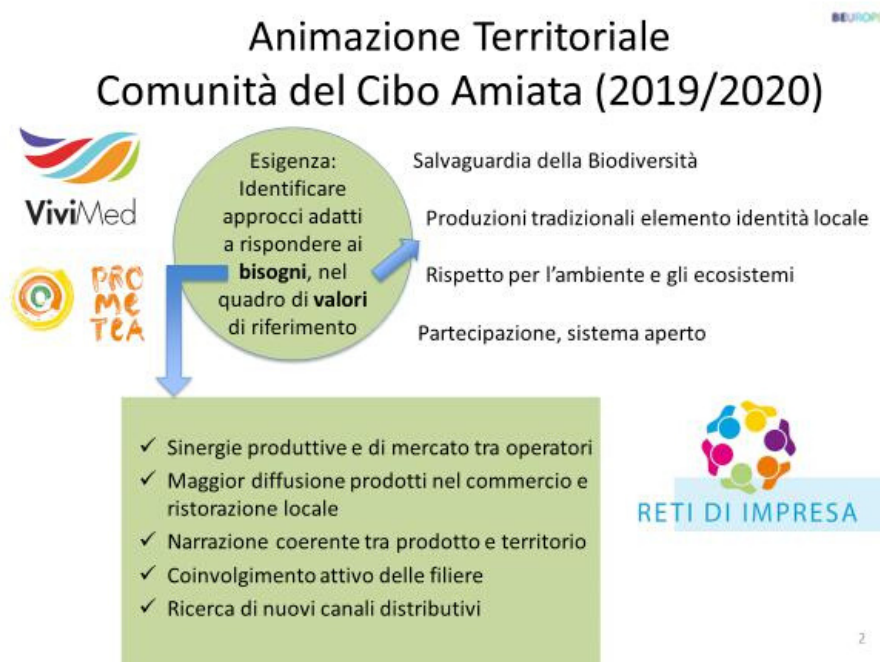 BEUROPE
Animazione Territoriale
Comunità del Cibo Amiata (2019/2020)
ViviMed
PRO
ME
TEA
Esigenza:
Identificare
approcci adatti
a rispondere ai
bisogni, nel
quadro di valori
di riferimento
Salvaguardia della Biodiversità
Produzioni tradizionali elemento identità locale
Rispetto per l'ambiente e gli ecosistemi
Partecipazione, sistema aperto
✓ Sinergie produttive e di mercato tra operatori
✓ Maggior diffusione prodotti nel commercio e
ristorazione locale
✓ Narrazione coerente tra prodotto e territorio
✓ Coinvolgimento attivo delle filiere
✓ Ricerca di nuovi canali distributivi
RETI DI IMPRESA
2